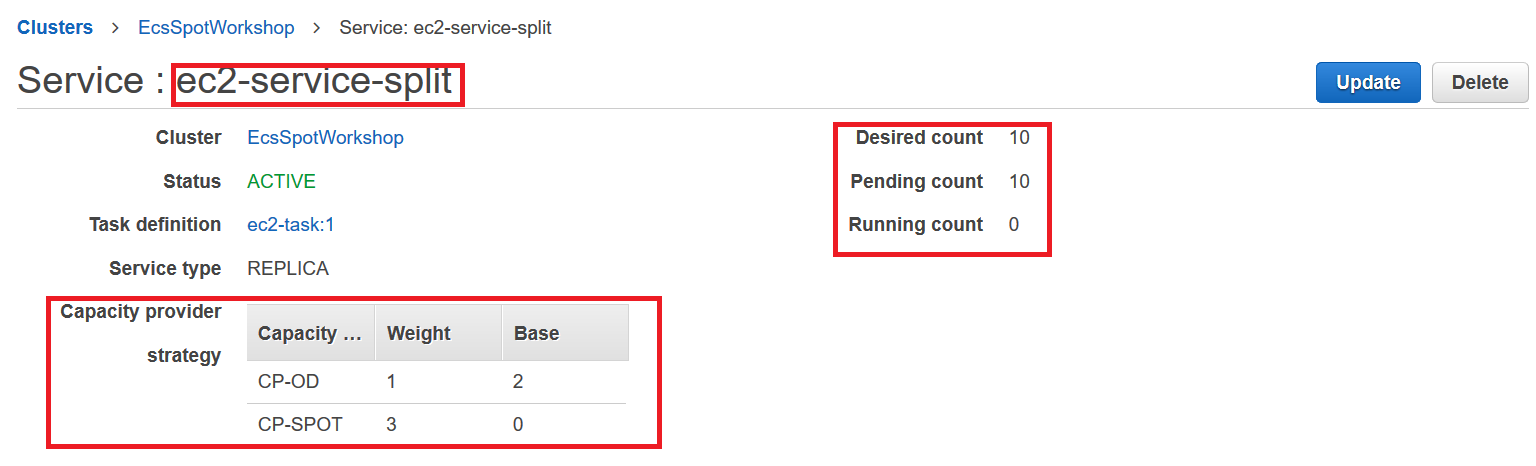 Clusters > EcsSpotWorkshop > Service: ec2-service-split
Service : ec2-service-split
Update Delete
Cluster EcsSpotWorkshop
Desired count 10
Status ACTIVE
Pending count 10
Task definition ec2-task:1
Running count 0
Service type REPLICA
Capacity provider strategy
Capacity ... Weight Base
CP-OD 1 2
CP-SPOT 3 0